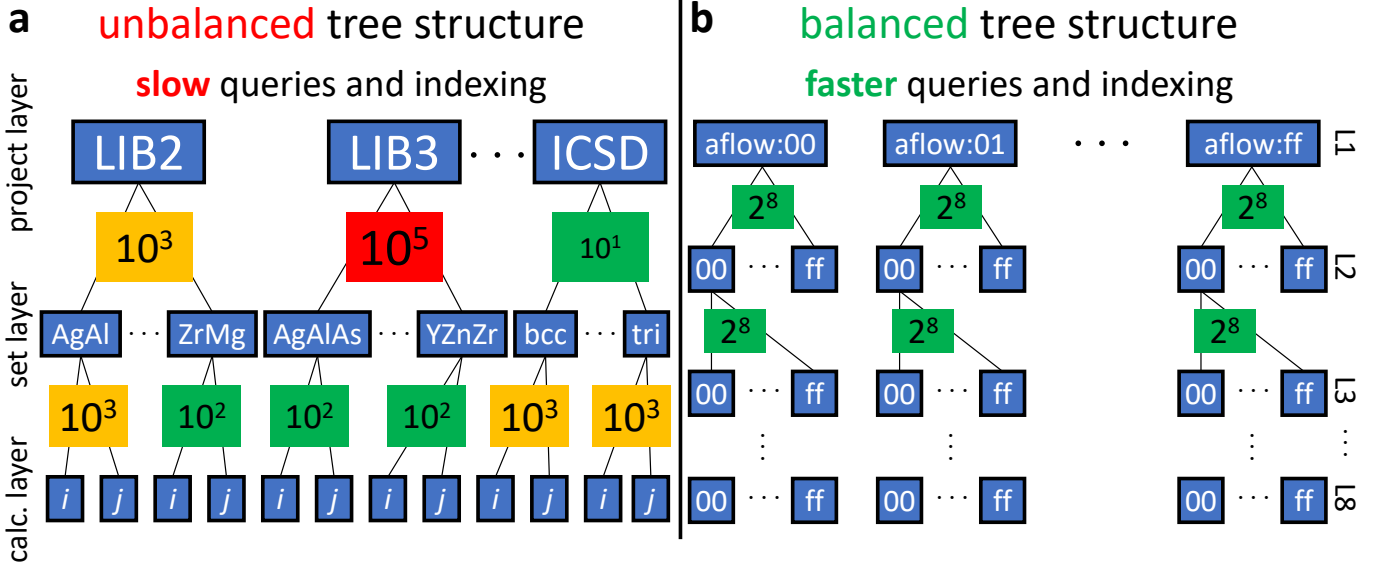 a unbalanced tree structure
slow queries and indexing
project layer
LIB2 LIB3 · · · ICSD
10³ 10⁵ 10¹
set layer
AgAl · · · ZrMg AgAlAs · · · YZnZr bcc · · · tri
10³ 10² 10² 10² 10³ 10³
calc. layer
i j i j i j i j i j i j
b balanced tree structure
faster queries and indexing
aflow:00 aflow:01 · · · aflow:ff L1
2⁸ 2⁸ 2⁸
00 · · · ff 00 · · · ff 00 · · · ff L2
2⁸ 2⁸ 2⁸
00 · · · ff 00 · · · ff 00 · · · ff L3
⋮ ⋮ ⋮ ⋮
00 · · · ff 00 · · · ff 00 · · · ff L8